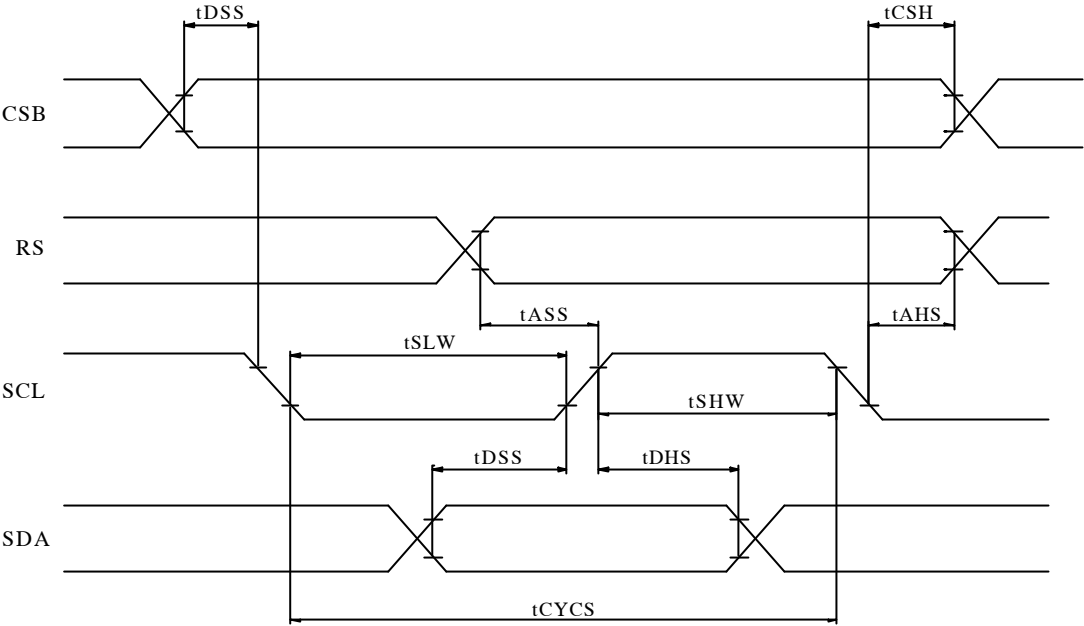 tDSS
tCSH
CSB
RS
tASS
tAHS
tSLW
SCL
tSHW
tDSS
tDHS
SDA
tCYCS